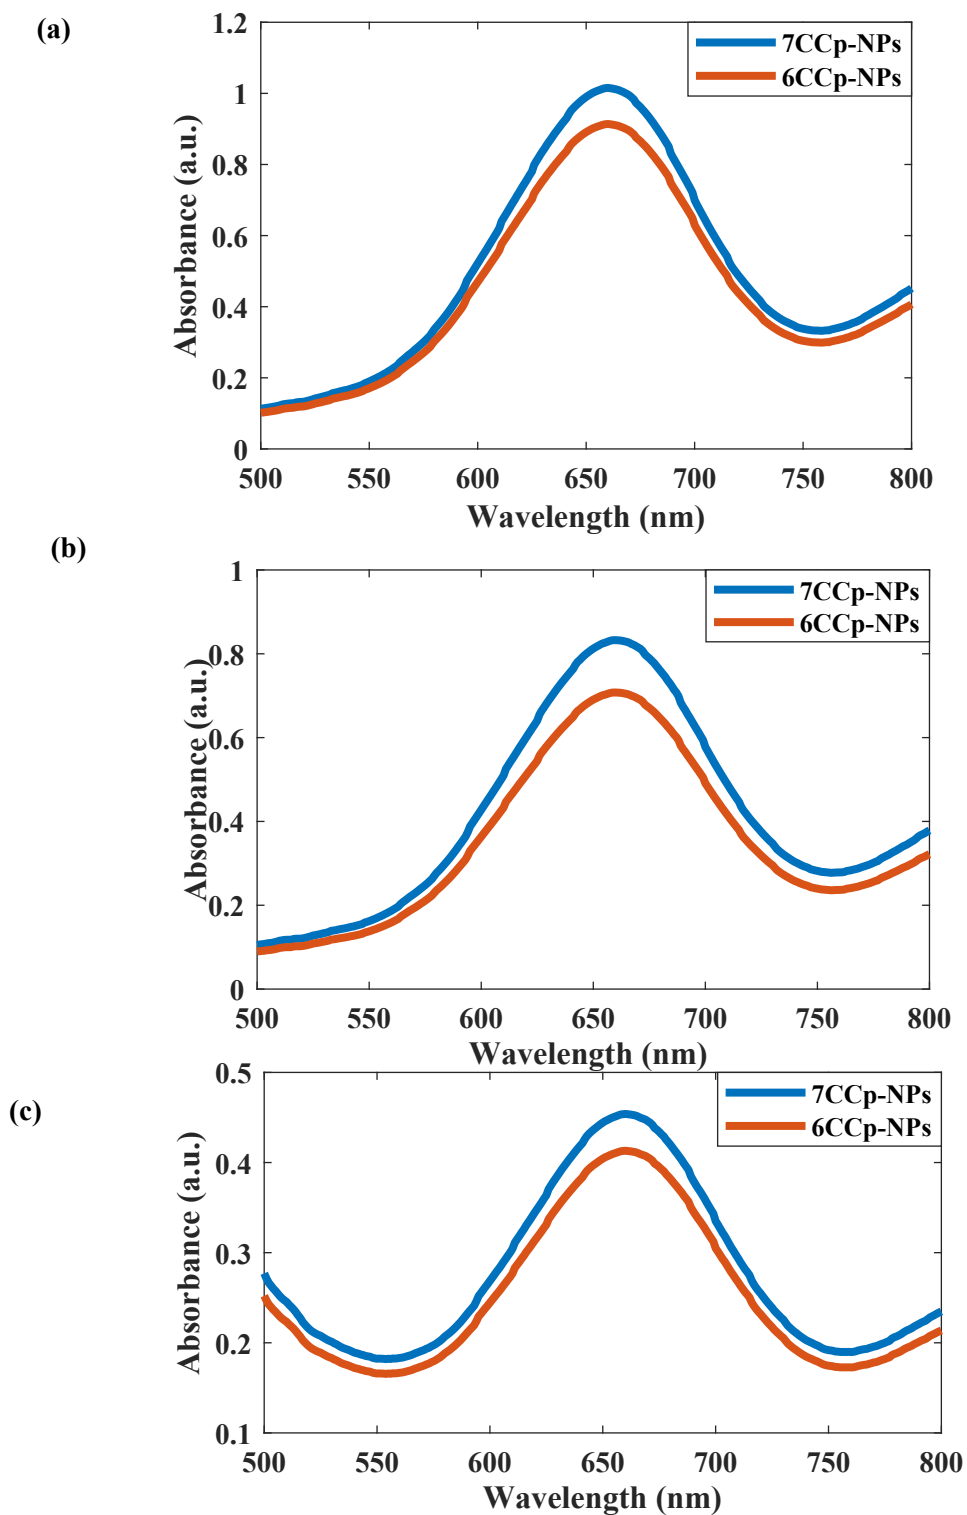 (a)
1.2
1
0.8
0.6
0.4
0.2
0
Absorbance (a.u.)
7CCp-NPs
6CCp-NPs
500 550 600 650 700 750 800
Wavelength (nm)
(b)
1
0.8
0.6
0.4
0.2
0
Absorbance (a.u.)
7CCp-NPs
6CCp-NPs
500 550 600 650 700 750 800
Wavelength (nm)
(c)
0.5
0.4
0.3
0.2
0.1
Absorbance (a.u.)
7CCp-NPs
6CCp-NPs
500 550 600 650 700 750 800
Wavelength (nm)